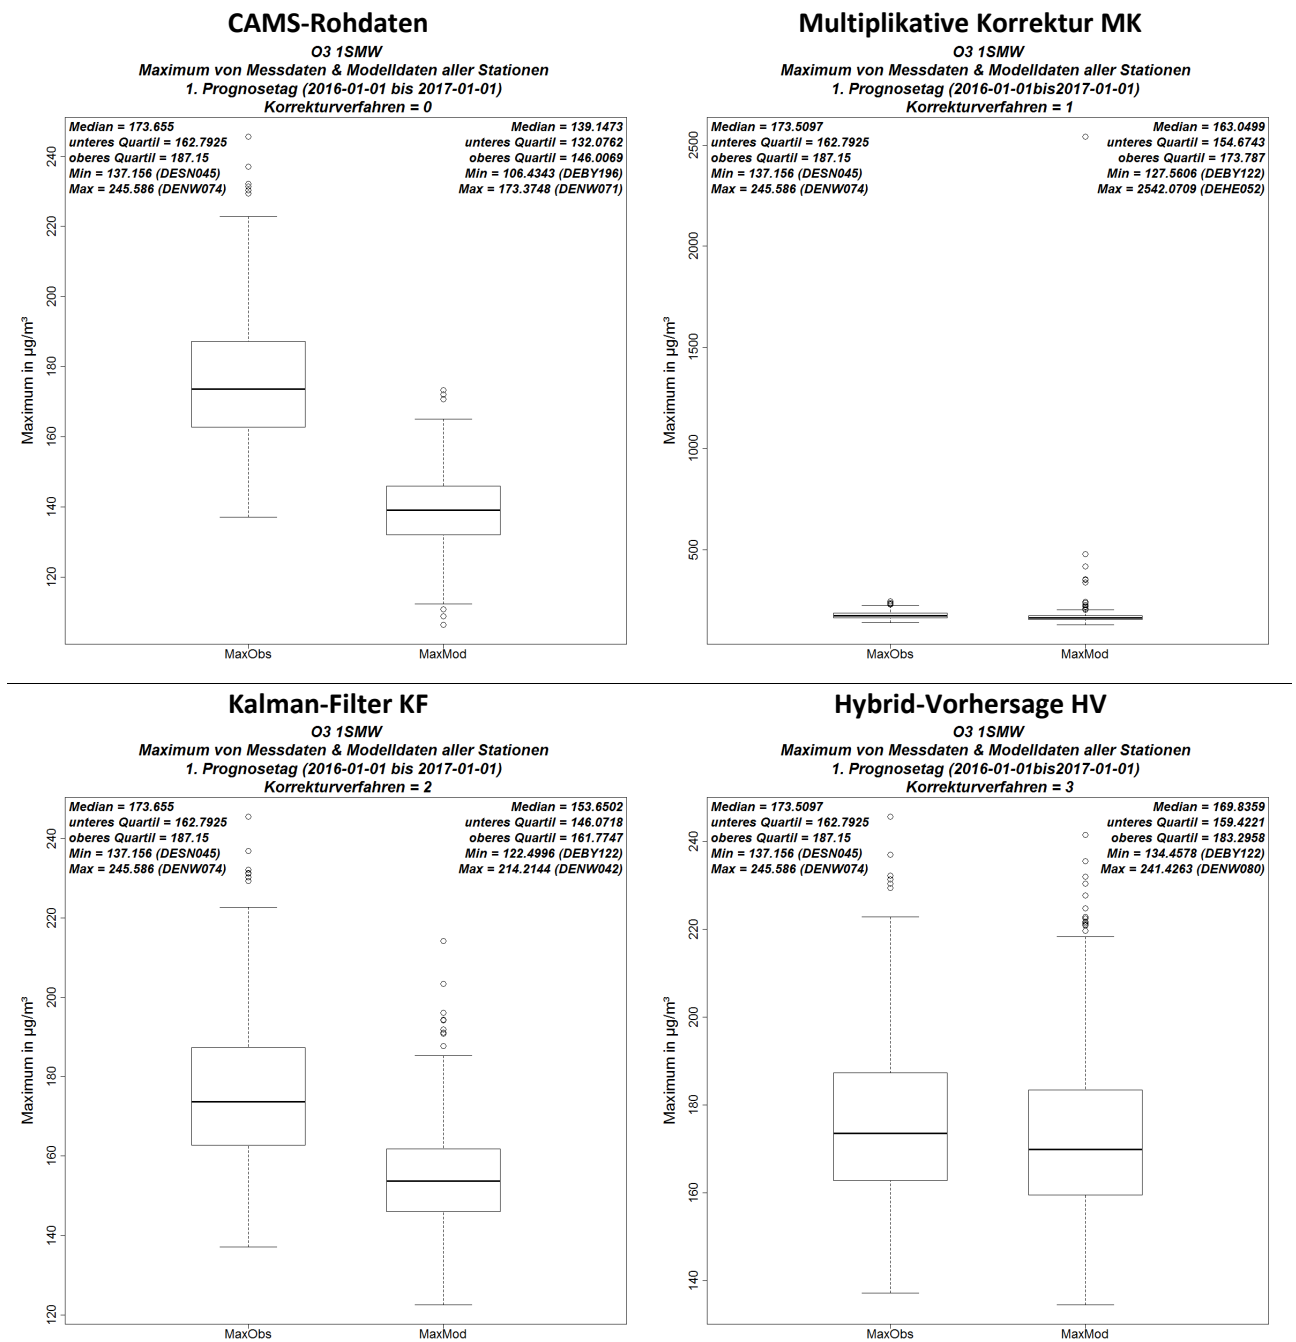 CAMS-Rohdaten
O3 1SMW
Maximum von Messdaten & Modelldaten aller Stationen
1. Prognosetag (2016-01-01 bis 2017-01-01)
Korrekturverfahren = 0
Median = 173.655
unteres Quartil = 162.7925
oberes Quartil = 187.15
Min = 137.156 (DESN045)
Max = 245.586 (DENW074)
Median = 139.1473
unteres Quartil = 132.0762
oberes Quartil = 146.0069
Min = 106.4343 (DEBY196)
Max = 173.3748 (DENW071)
Maximum in µg/m³
240
220
200
180
160
140
120
MaxObs
MaxMod
Multiplikative Korrektur MK
O3 1SMW
Maximum von Messdaten & Modelldaten aller Stationen
1. Prognosetag (2016-01-01bis2017-01-01)
Korrekturverfahren = 1
Median = 173.5097
unteres Quartil = 162.7925
oberes Quartil = 187.15
Min = 137.156 (DESN045)
Max = 245.586 (DENW074)
Median = 163.0499
unteres Quartil = 154.6743
oberes Quartil = 173.787
Min = 127.5606 (DEBY122)
Max = 2542.0709 (DEHE052)
Maximum in µg/m³
2500
2000
1500
1000
500
MaxObs
MaxMod
Kalman-Filter KF
O3 1SMW
Maximum von Messdaten & Modelldaten aller Stationen
1. Prognosetag (2016-01-01 bis 2017-01-01)
Korrekturverfahren = 2
Median = 173.655
unteres Quartil = 162.7925
oberes Quartil = 187.15
Min = 137.156 (DESN045)
Max = 245.586 (DENW074)
Median = 153.6502
unteres Quartil = 146.0718
oberes Quartil = 161.7747
Min = 122.4996 (DEBY122)
Max = 214.2144 (DENW042)
Maximum in µg/m³
240
220
200
180
160
140
120
MaxObs
MaxMod
Hybrid-Vorhersage HV
O3 1SMW
Maximum von Messdaten & Modelldaten aller Stationen
1. Prognosetag (2016-01-01bis2017-01-01)
Korrekturverfahren = 3
Median = 173.5097
unteres Quartil = 162.7925
oberes Quartil = 187.15
Min = 137.156 (DESN045)
Max = 245.586 (DENW074)
Median = 169.8359
unteres Quartil = 159.4221
oberes Quartil = 183.2958
Min = 134.4578 (DEBY122)
Max = 241.4263 (DENW080)
Maximum in µg/m³
240
220
200
180
160
140
MaxObs
MaxMod